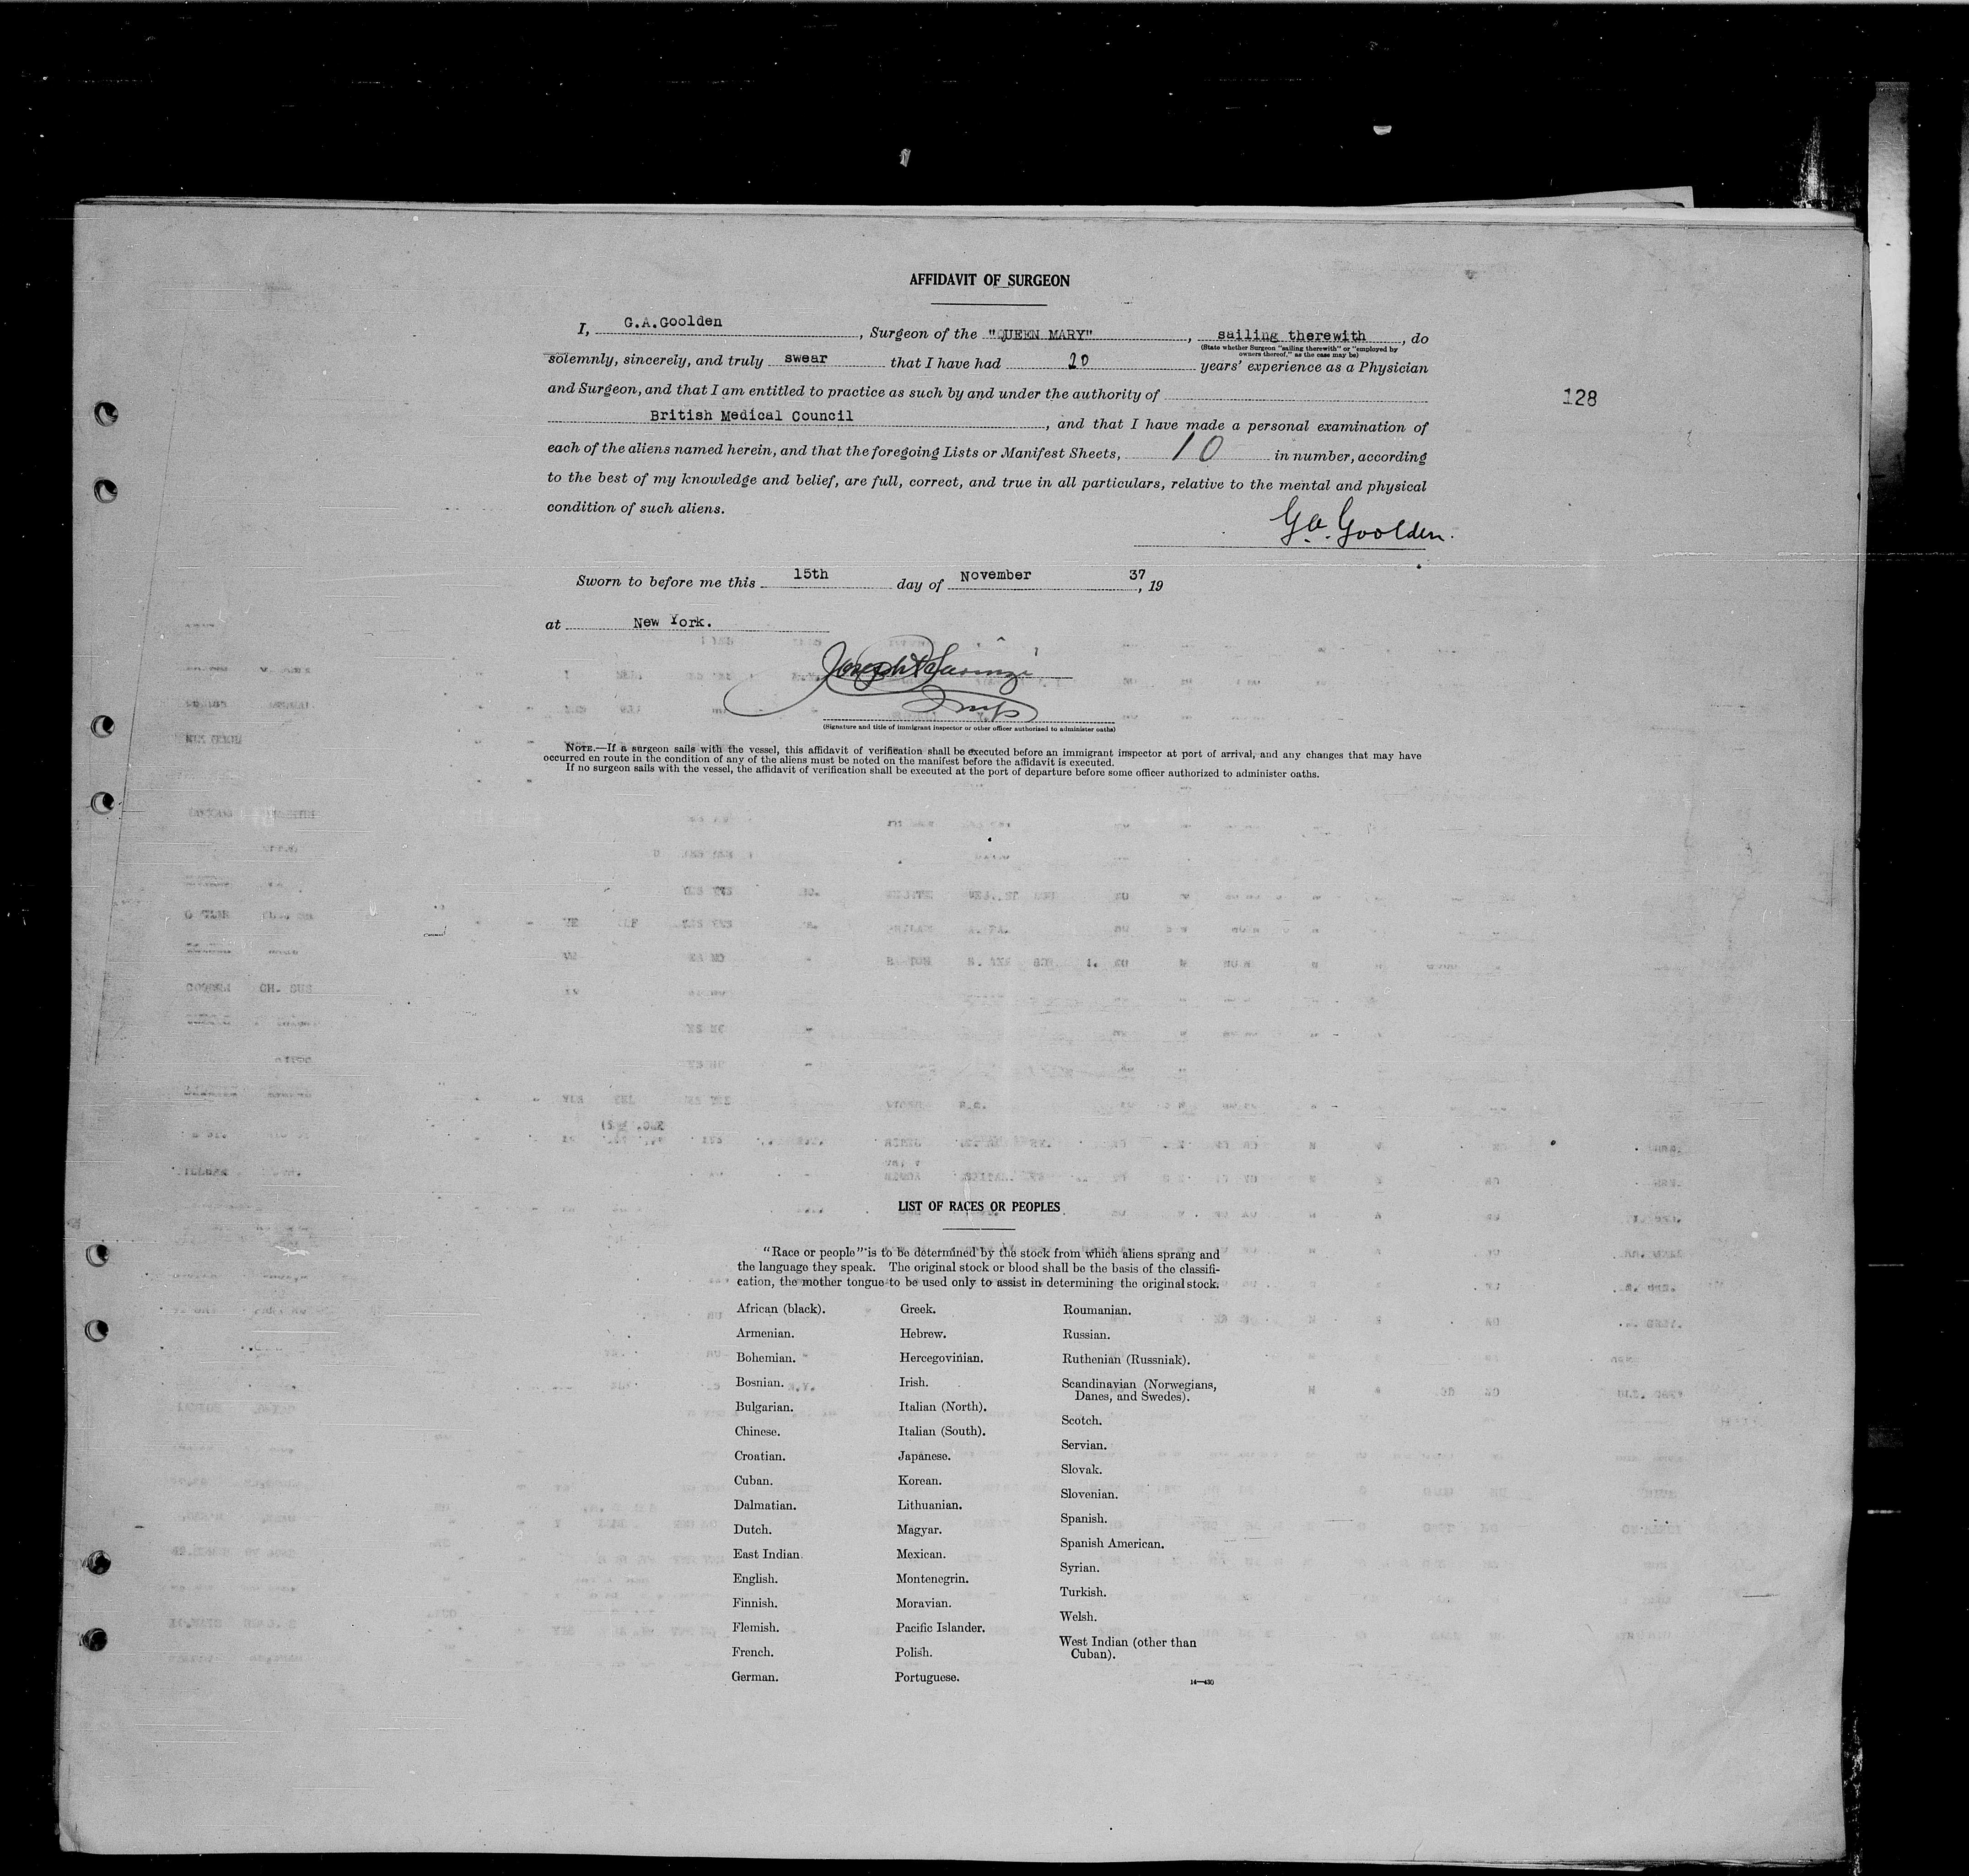 AFFIDAVIT OF SURGEON
I, G.A.Goolden, Surgeon of the "QUEEN MARY", sailing therewith, do
(State whether Surgeon "sailing therewith" or "employed by
owners thereof," as the case may be)
solemnly, sincerely, and truly swear that I have had years' experience as a Physician
and Surgeon, and that I am entitled to practice as such by and under the authority of
128
British Medical Council, and that I have made a personal examination of
each of the aliens named herein, and that the foregoing Lists or Manifest Sheets, 10 in number, according
to the best of my knowledge and belief, are full, correct, and true in all particulars, relative to the mental and physical
condition of such aliens.
G.A. Goolden.
Sworn to before me this 15th day of November 37, 19
at New York.
Joseph
(Signature and title of immigrant inspector or other officer authorized to administer oaths)
NOTE.—If a surgeon sails with the vessel, this affidavit of verification shall be executed before an immigrant inspector at port of arrival, and any changes that may have
occurred en route in the condition of any of the aliens must be noted on the manifest before the affidavit is executed.
If no surgeon sails with the vessel, the affidavit of verification shall be executed at the port of departure before some officer authorized to administer oaths.
LIST OF RACES OR PEOPLES
"Race or people" is to be determined by the stock from which aliens sprang and
the language they speak. The original stock or blood shall be the basis of the classifi-
cation, the mother tongue to be used only to assist in determining the original stock.
African (black).
Armenian.
Bohemian.
Bosnian.
Bulgarian.
Chinese.
Croatian.
Cuban.
Dalmatian.
Dutch.
East Indian.
English.
Finnish.
Flemish.
French.
German.
Greek.
Hebrew.
Hercegovinian.
Irish.
Italian (North).
Italian (South).
Japanese.
Korean.
Lithuanian.
Magyar.
Mexican.
Montenegrin.
Moravian.
Pacific Islander.
Polish.
Portuguese.
Roumanian.
Russian.
Ruthenian (Russniak).
Scandinavian (Norwegians,
Danes, and Swedes).
Scotch.
Servian.
Slovak.
Slovenian.
Spanish.
Spanish American.
Syrian.
Turkish.
Welsh.
West Indian (other than
Cuban).
14—430